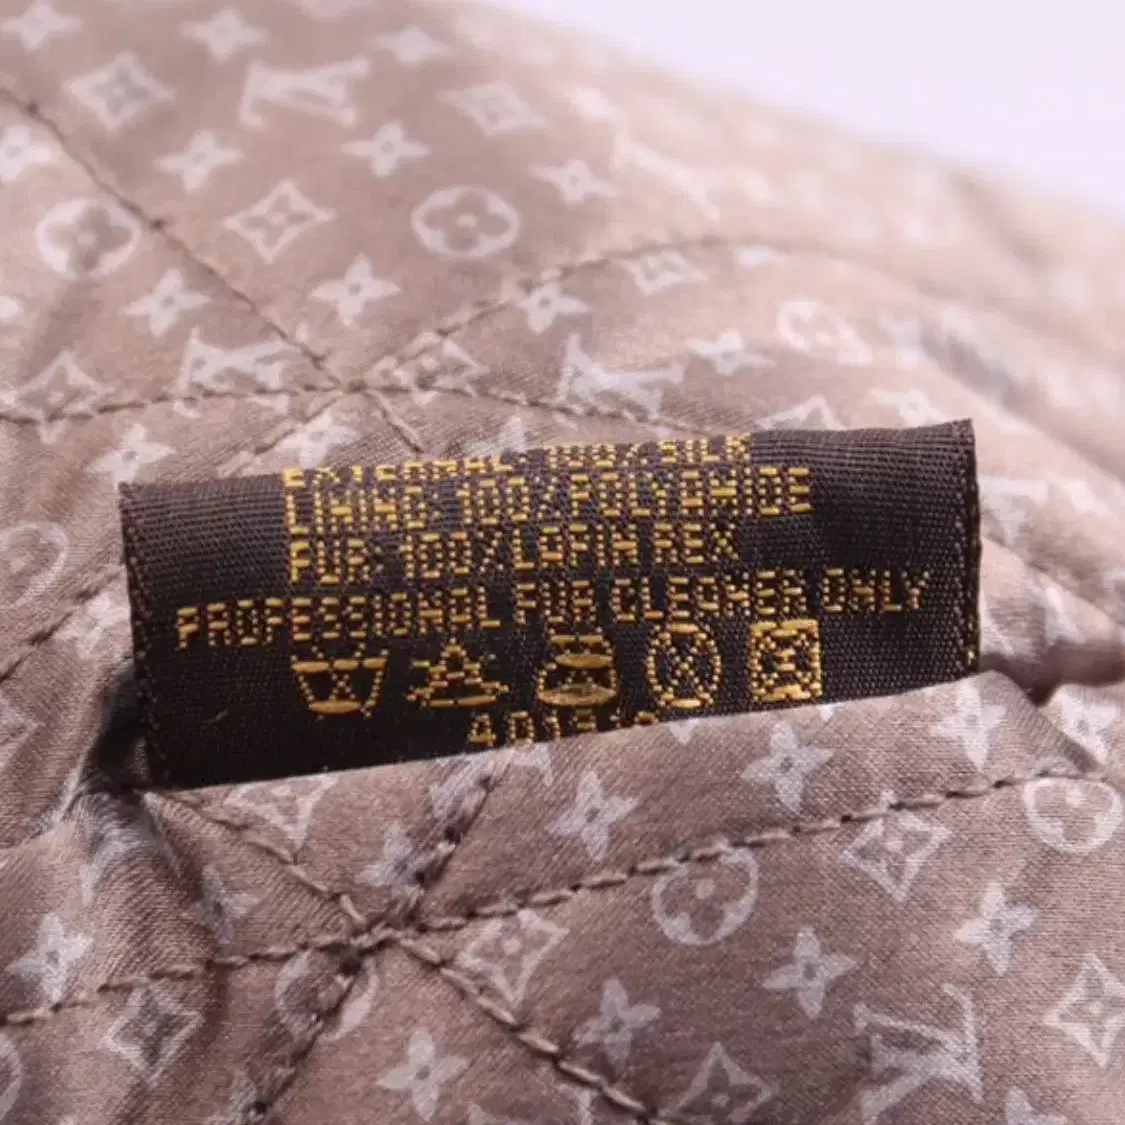 EXTERNAL: 100% SILK
LINING: 100% POLYAMIDE
FUR: 100% LAPIN REX
PROFESSIONAL FUR CLEANER ONLY